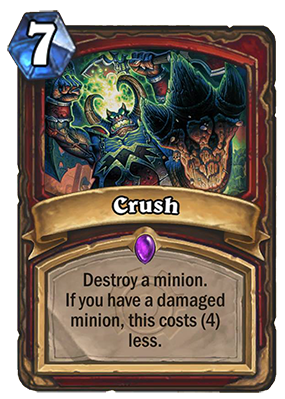 7
Crush
Destroy a minion.
If you have a damaged
minion, this costs (4)
less.